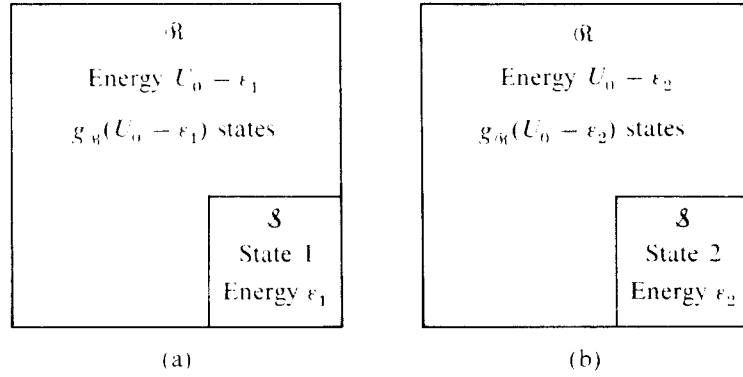 ℛ
Energy U₀ − ε₁
g_ℛ(U₀ − ε₁) states
𝒮
State 1
Energy ε₁
(a)
ℛ
Energy U₀ − ε₂
g_ℛ(U₀ − ε₂) states
𝒮
State 2
Energy ε₂
(b)